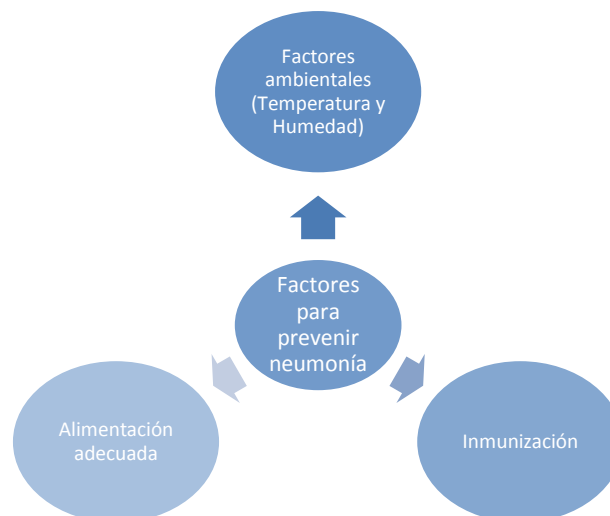 Factores
ambientales
(Temperatura y
Humedad)
Factores
para
prevenir
neumonía
Alimentación
adecuada
Inmunización